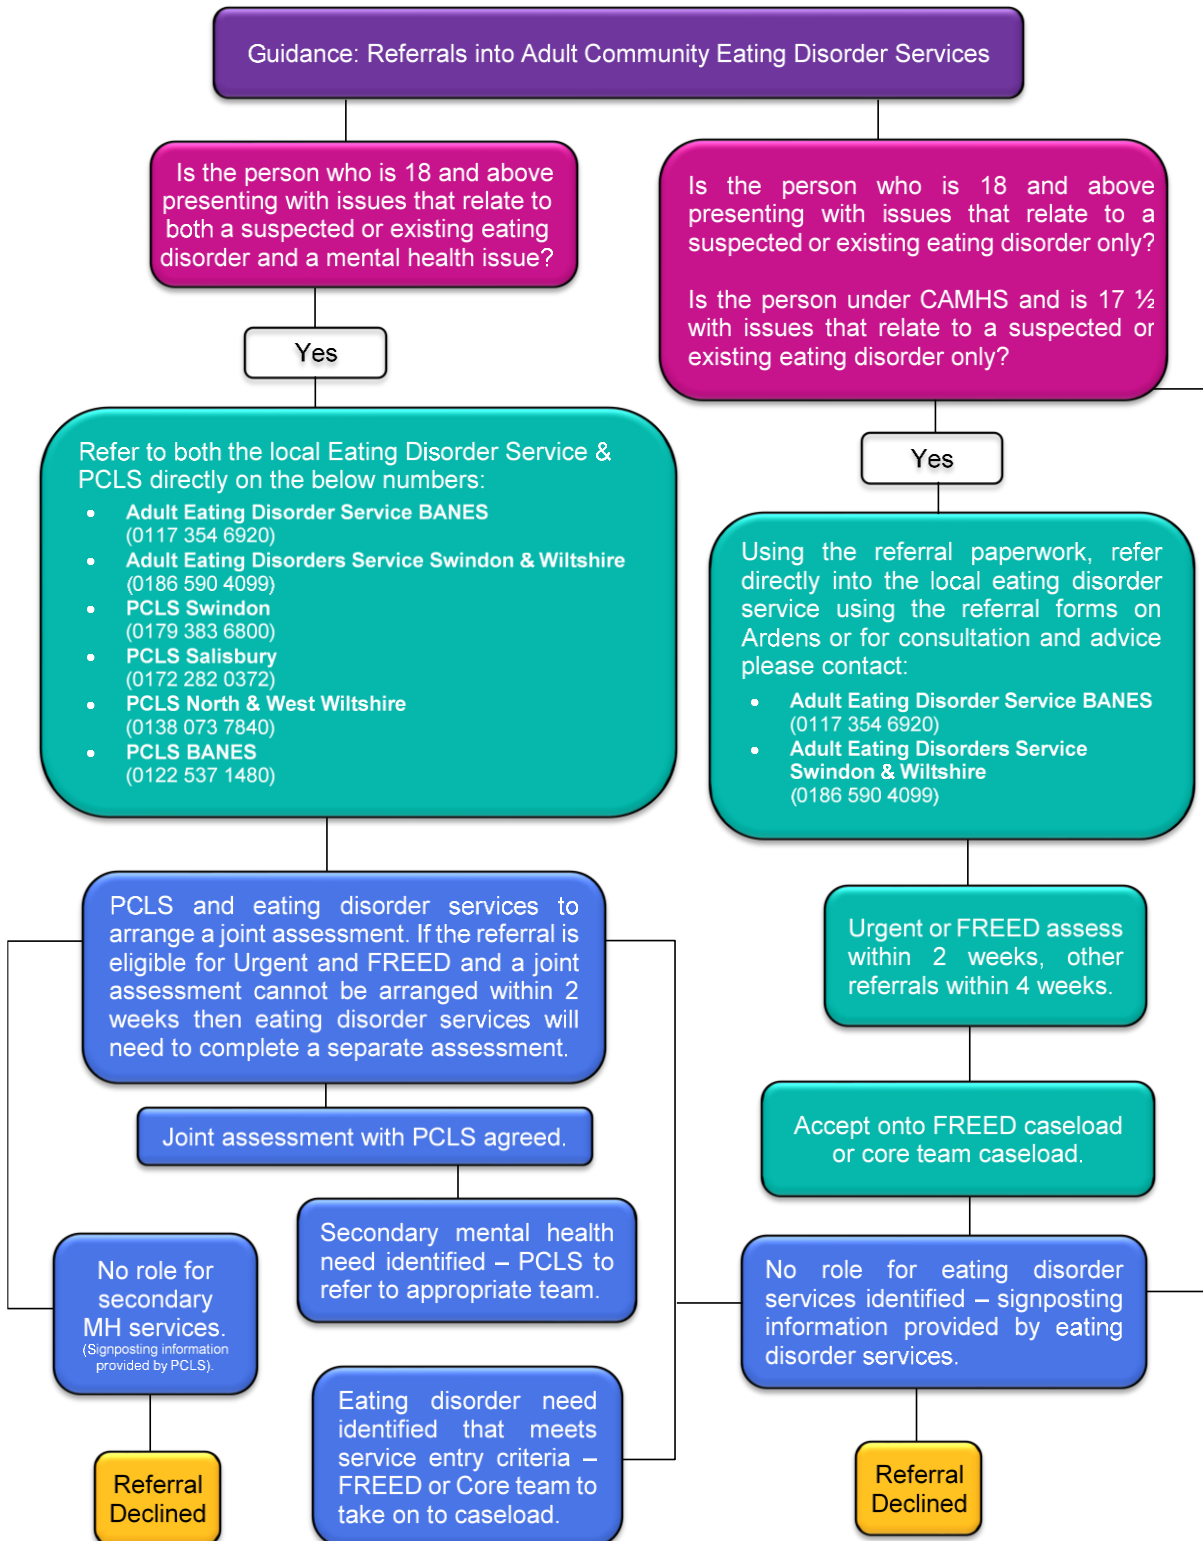 Guidance: Referrals into Adult Community Eating Disorder Services
Is the person who is 18 and above
presenting with issues that relate to
both a suspected or existing eating
disorder and a mental health issue?
Yes
Refer to both the local Eating Disorder Service &
PCLS directly on the below numbers:
• Adult Eating Disorder Service BANES
(0117 354 6920)
• Adult Eating Disorders Service Swindon & Wiltshire
(0186 590 4099)
• PCLS Swindon
(0179 383 6800)
• PCLS Salisbury
(0172 282 0372)
• PCLS North & West Wiltshire
(0138 073 7840)
• PCLS BANES
(0122 537 1480)
PCLS and eating disorder services to
arrange a joint assessment. If the referral is
eligible for Urgent and FREED and a joint
assessment cannot be arranged within 2
weeks then eating disorder services will
need to complete a separate assessment.
Joint assessment with PCLS agreed.
Secondary mental health
need identified – PCLS to
refer to appropriate team.
No role for
secondary
MH services.
(Signposting information
provided by PCLS).
Eating disorder need
identified that meets
service entry criteria –
FREED or Core team to
take on to caseload.
Referral
Declined
Is the person who is 18 and above
presenting with issues that relate to a
suspected or existing eating disorder only?
Is the person under CAMHS and is 17 ½
with issues that relate to a suspected or
existing eating disorder only?
Yes
Using the referral paperwork, refer
directly into the local eating disorder
service using the referral forms on
Ardens or for consultation and advice
please contact:
• Adult Eating Disorder Service BANES
(0117 354 6920)
• Adult Eating Disorders Service
Swindon & Wiltshire
(0186 590 4099)
Urgent or FREED assess
within 2 weeks, other
referrals within 4 weeks.
Accept onto FREED caseload
or core team caseload.
No role for eating disorder
services identified – signposting
information provided by eating
disorder services.
Referral
Declined